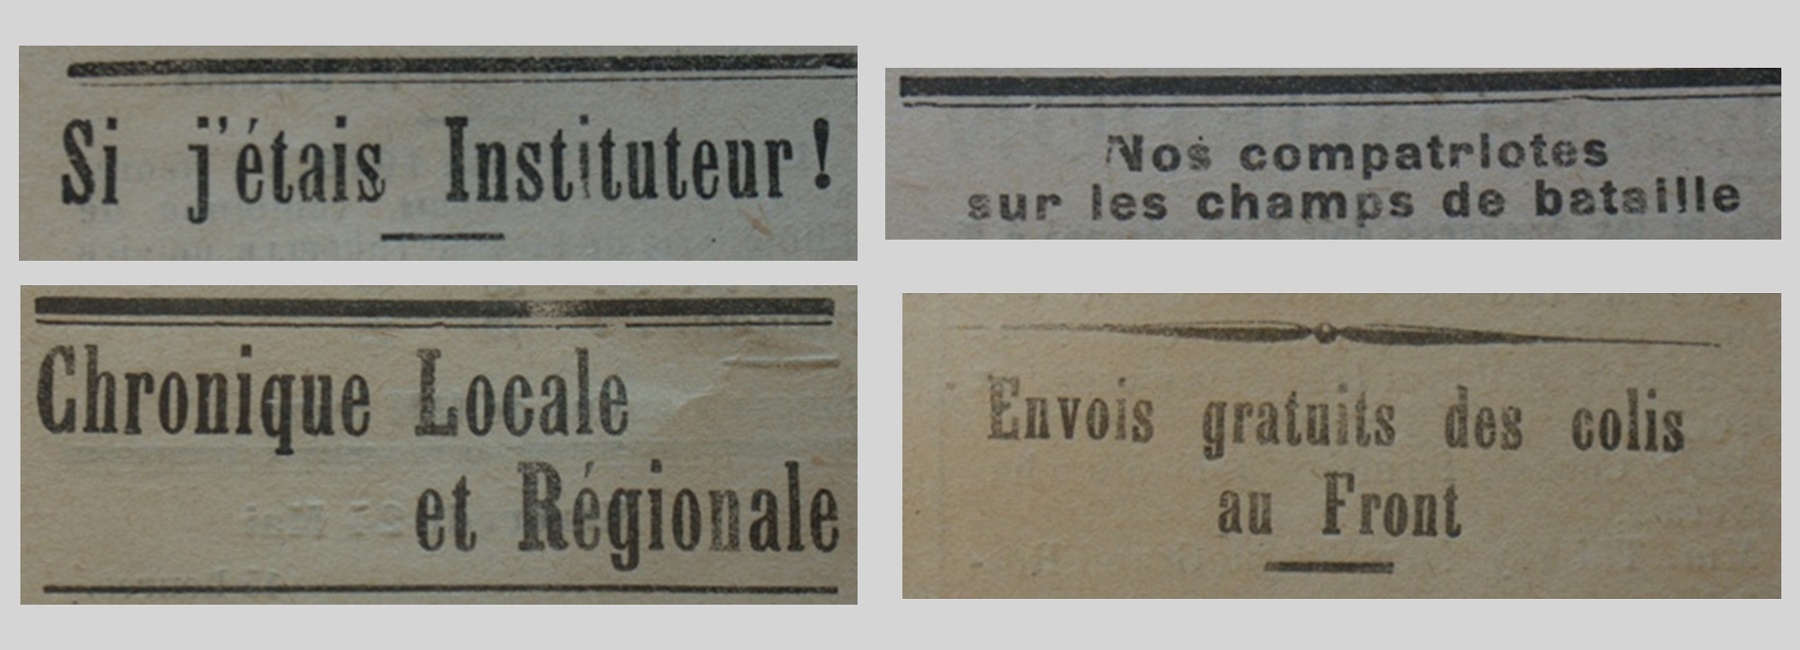 Si j'étais Instituteur !
Nos compatriotes
sur les champs de bataille
Chronique Locale
et Régionale
Envois gratuits des colis
au Front